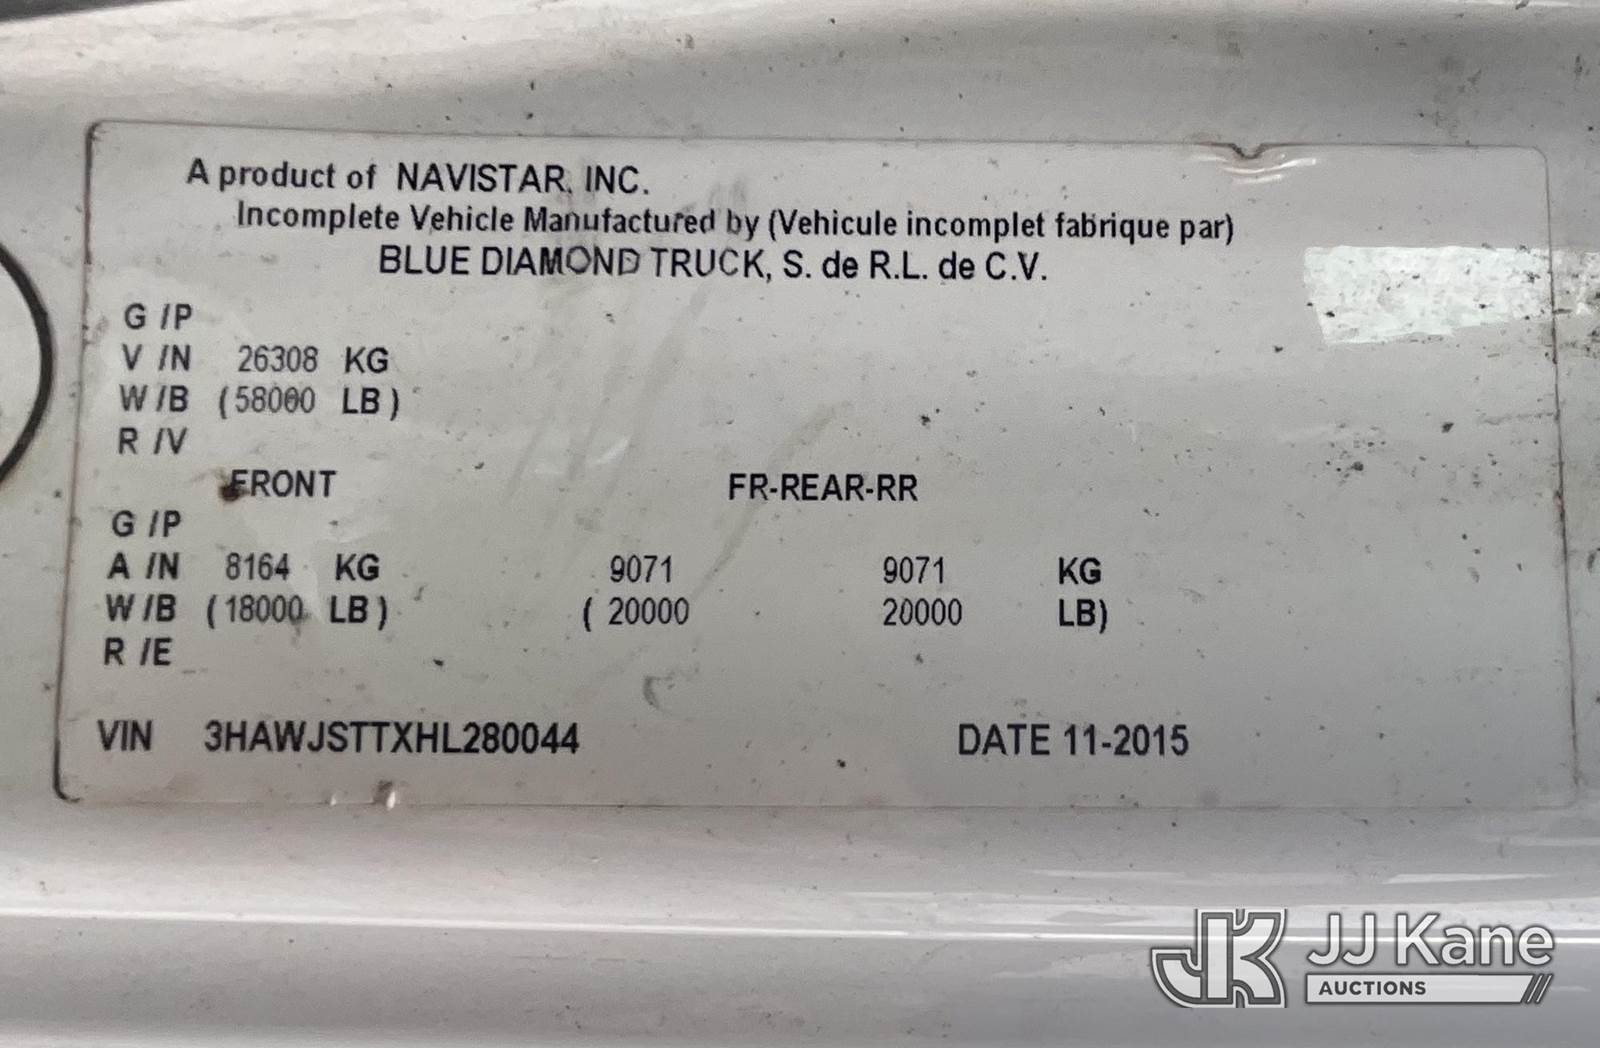 A product of NAVISTAR, INC.
Incomplete Vehicle Manufactured by (Vehicule incomplet fabrique par)
BLUE DIAMOND TRUCK, S. de R.L. de C.V.
G /P
V /N 26308 KG
W /B (58000 LB)
R /V
FRONT FR-REAR-RR
G /P
A /N 8164 KG 9071 9071 KG
W /B (18000 LB) ( 20000 20000 LB)
R /E
VIN 3HAWJSTTXHL280044 DATE 11-2015
JK JJ Kane
AUCTIONS